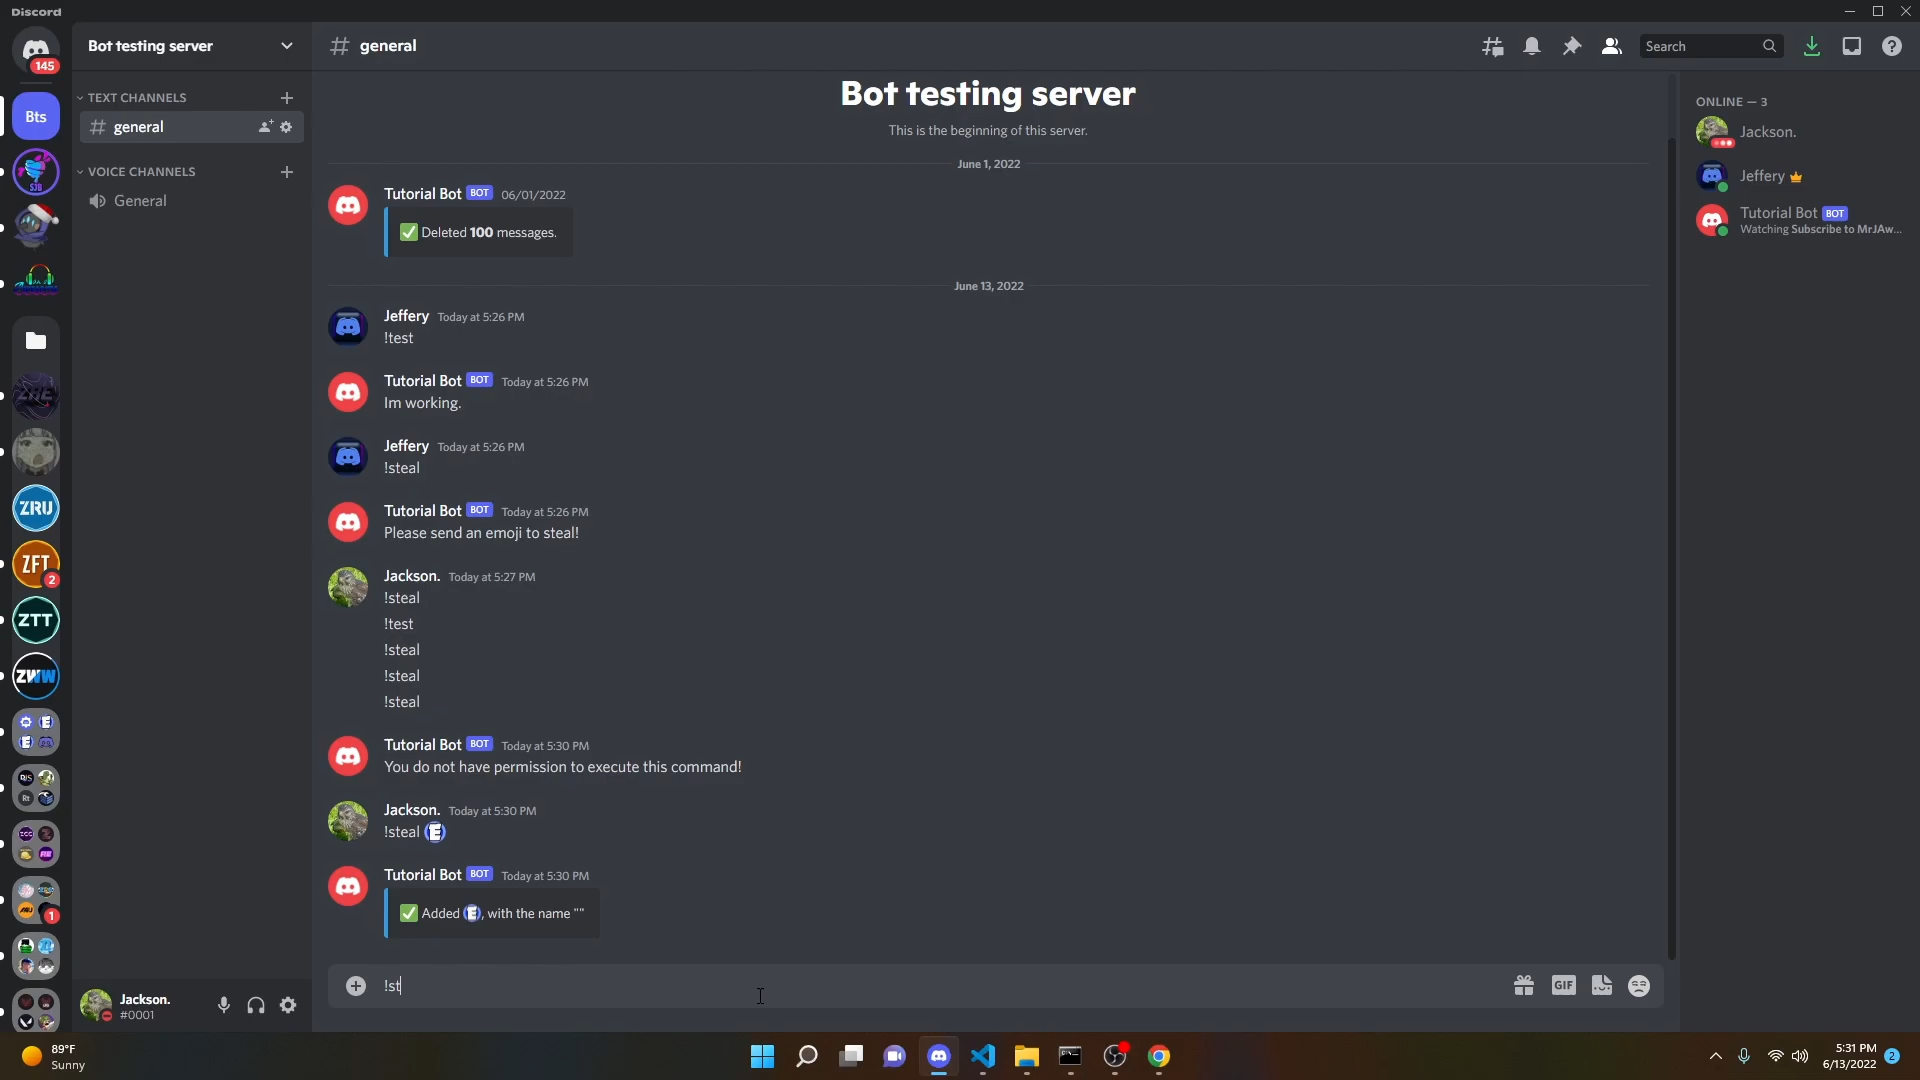 Discord
145
Bts
SJB
ZRE
ZRU
ZFT
2
ZTT
ZWW
1
Bot testing server
TEXT CHANNELS
general
VOICE CHANNELS
General
Jackson.
#0001
general
Search
Bot testing server
This is the beginning of this server.
June 1, 2022
Tutorial Bot BOT 06/01/2022
Deleted 100 messages.
June 13, 2022
Jeffery Today at 5:26 PM
!test
Tutorial Bot BOT Today at 5:26 PM
Im working.
Jeffery Today at 5:26 PM
!steal
Tutorial Bot BOT Today at 5:26 PM
Please send an emoji to steal!
Jackson. Today at 5:27 PM
!steal
!test
!steal
!steal
!steal
Tutorial Bot BOT Today at 5:30 PM
You do not have permission to execute this command!
Jackson. Today at 5:30 PM
!steal E
Tutorial Bot BOT Today at 5:30 PM
Added E, with the name ""
!st
GIF
ONLINE — 3
Jackson.
Jeffery
Tutorial Bot BOT
Watching Subscribe to MrJAw...
89°F
Sunny
5:31 PM
6/13/2022
2